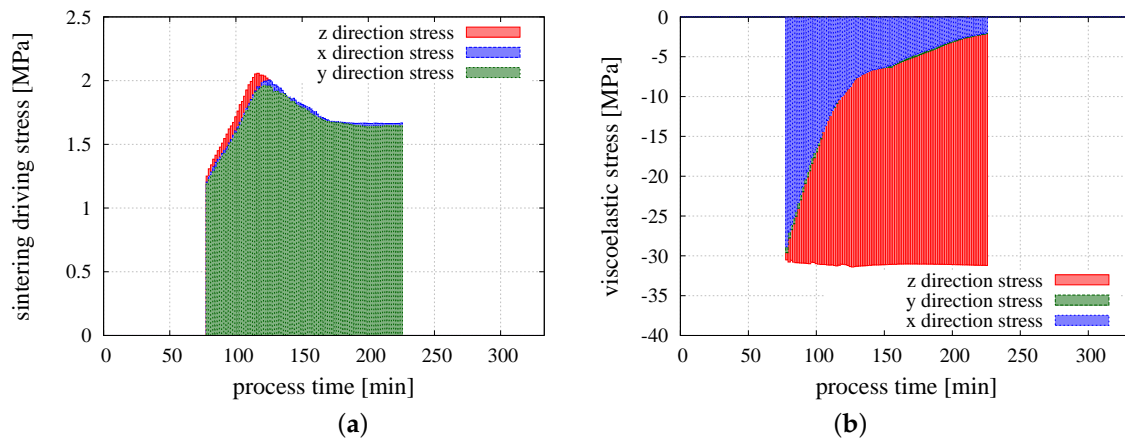 sintering driving stress [MPa]
2.5
2
1.5
1
0.5
0
z direction stress
x direction stress
y direction stress
0 50 100 150 200 250 300
process time [min]
(a)
viscoelastic stress [MPa]
0
-5
-10
-15
-20
-25
-30
-35
-40
z direction stress
y direction stress
x direction stress
0 50 100 150 200 250 300
process time [min]
(b)